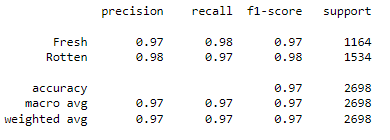 precision recall f1-score support
Fresh 0.97 0.98 0.97 1164
Rotten 0.98 0.97 0.98 1534
accuracy 0.97 2698
macro avg 0.97 0.97 0.97 2698
weighted avg 0.97 0.97 0.97 2698